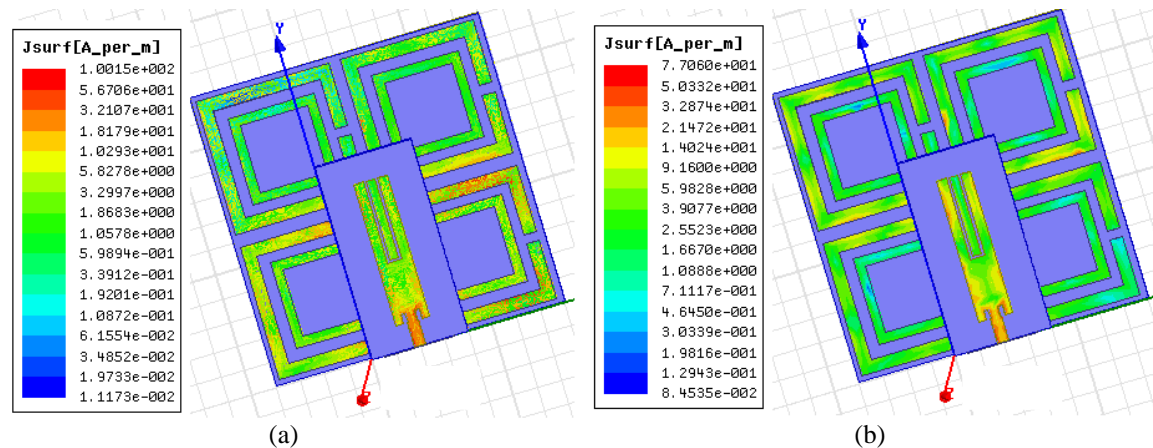 Jsurf[A_per_m]
1.0015e+002
5.6706e+001
3.2107e+001
1.8179e+001
1.0293e+001
5.8278e+000
3.2997e+000
1.8683e+000
1.0578e+000
5.9894e-001
3.3912e-001
1.9201e-001
1.0872e-001
6.1554e-002
3.4852e-002
1.9733e-002
1.1173e-002
Y
(a)
Jsurf[A_per_m]
7.7060e+001
5.0332e+001
3.2874e+001
2.1472e+001
1.4024e+001
9.1600e+000
5.9828e+000
3.9077e+000
2.5523e+000
1.6670e+000
1.0888e+000
7.1117e-001
4.6450e-001
3.0339e-001
1.9816e-001
1.2943e-001
8.4535e-002
Y
(b)